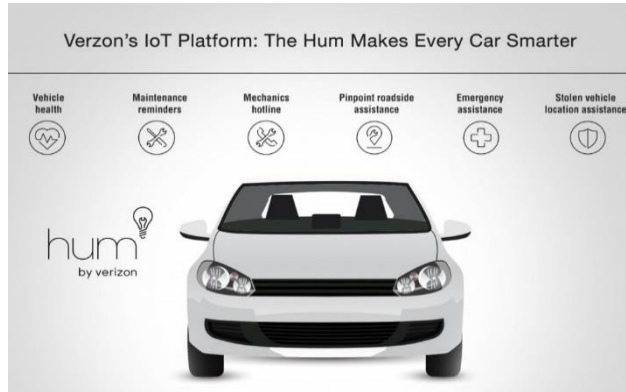 Verzon's IoT Platform: The Hum Makes Every Car Smarter
Vehicle
health
Maintenance
reminders
Mechanics
hotline
Pinpoint roadside
assistance
Emergency
assistance
Stolen vehicle
location assistance
hum
by verizon